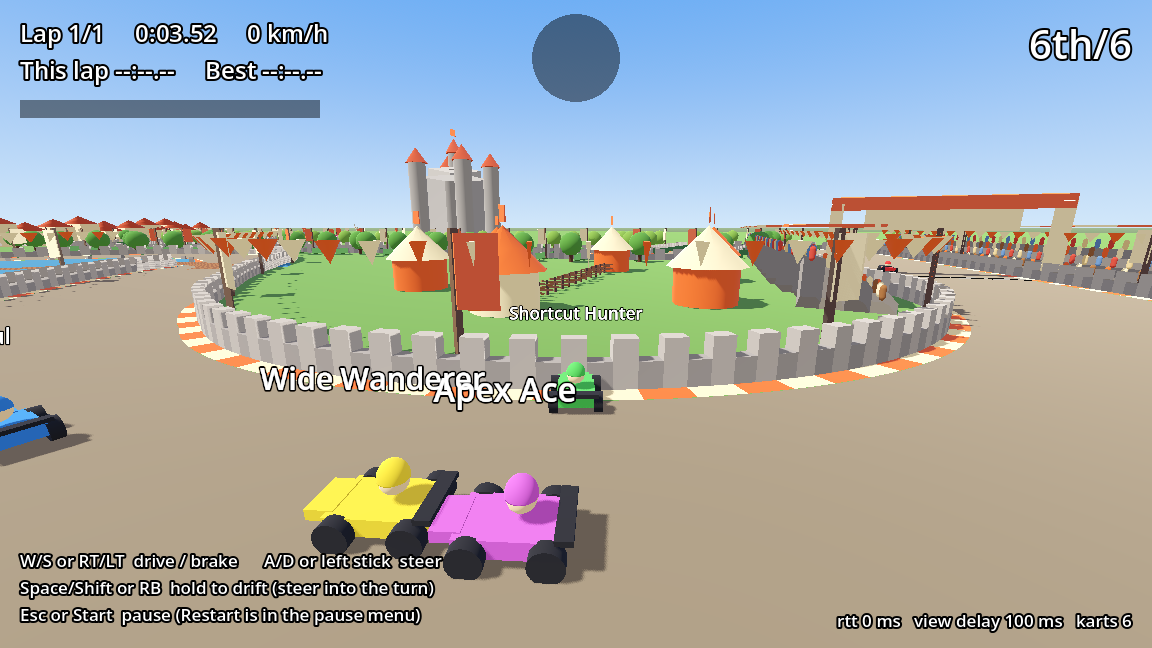 Lap 1/1 0:03.52 0 km/h
6th/6
This lap --:--.-- Best --:--.--
Shortcut Hunter
Wide Wanderer
Apex Ace
W/S or RT/LT drive / brake A/D or left stick steer
Space/Shift or RB hold to drift (steer into the turn)
Esc or Start pause (Restart is in the pause menu)
rtt 0 ms view delay 100 ms karts 6